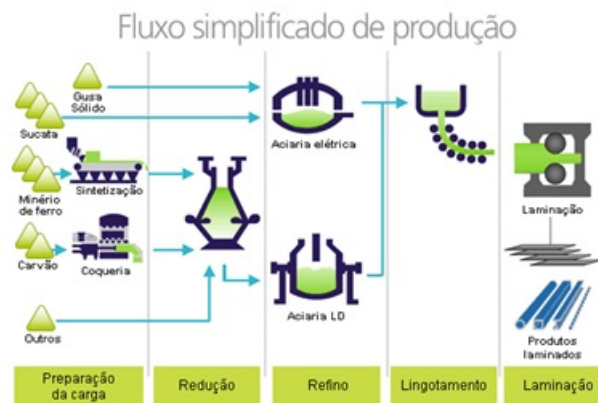 Fluxo simplificado de produção
Gusa
Sólido
Sucata
Aciaria elétrica
Minério
de ferro
Sintetização
Laminação
Carvão
Coqueria
Aciaria LD
Outros
Produtos
laminados
Preparação
da carga
Redução
Refino
Lingotamento
Laminação